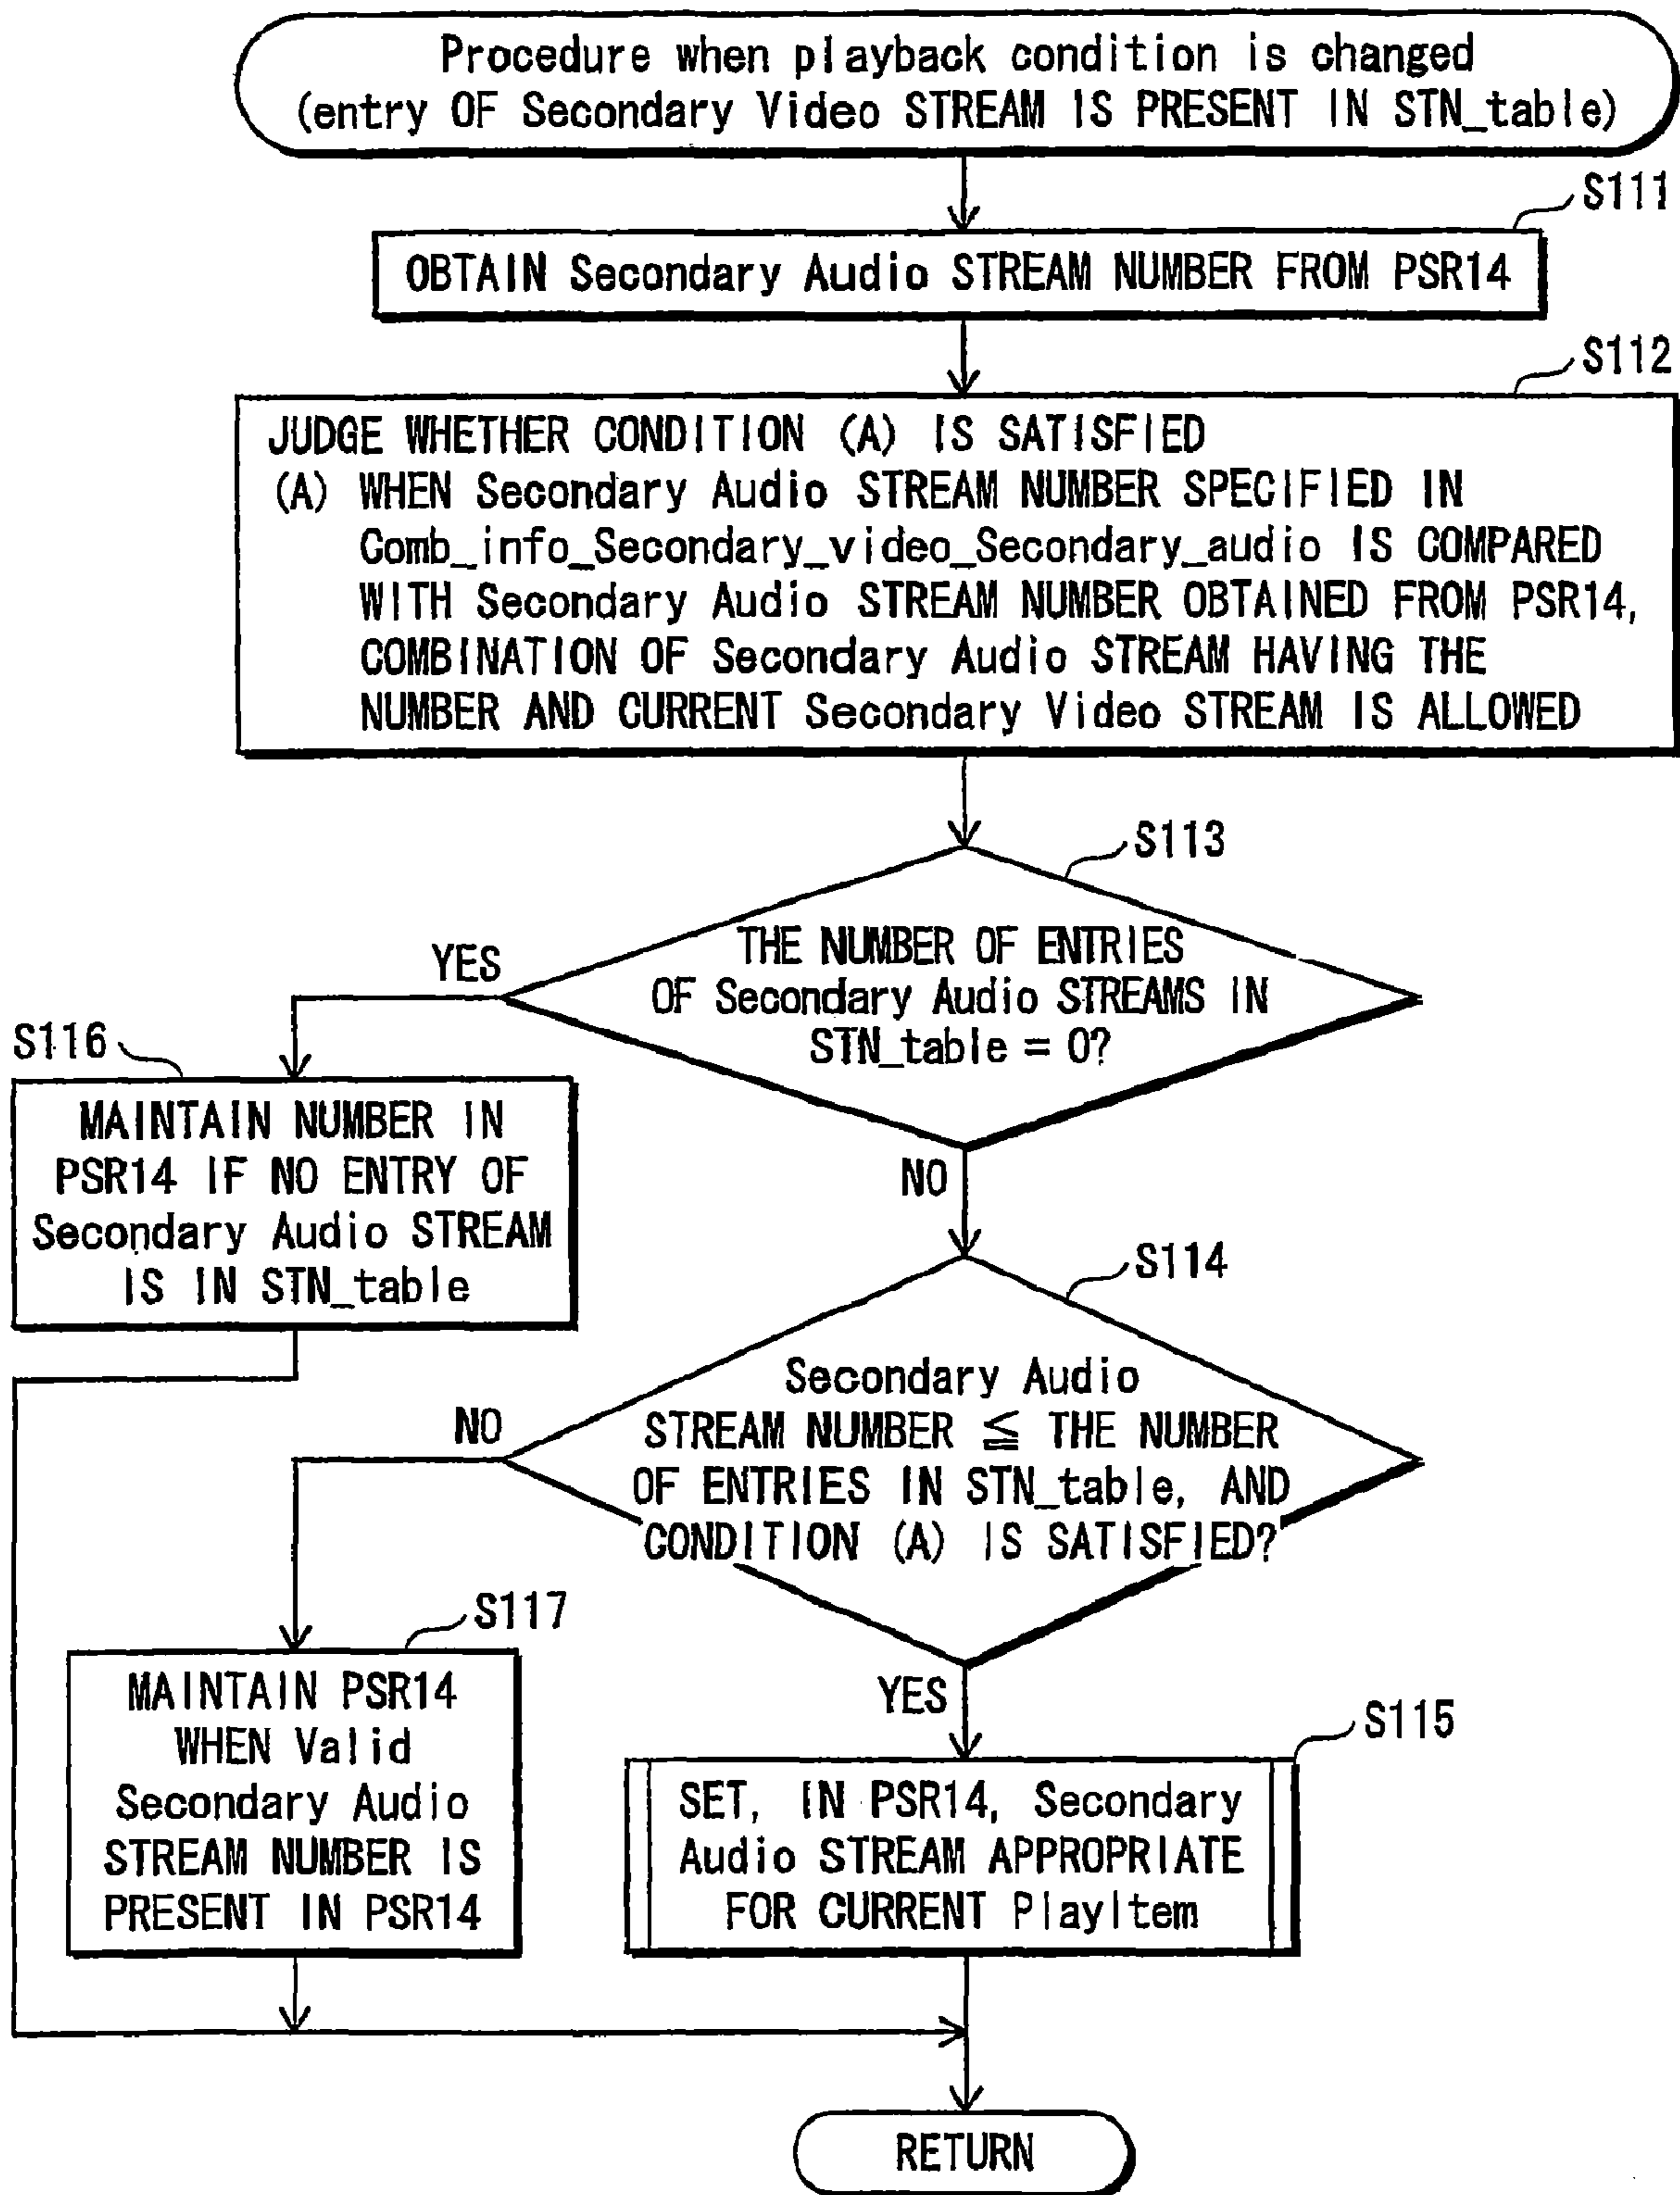 Procedure when playback condition is changed
(entry OF Secondary Video STREAM IS PRESENT IN STN_table)
S111
OBTAIN Secondary Audio STREAM NUMBER FROM PSR14
S112
JUDGE WHETHER CONDITION (A) IS SATISFIED
(A) WHEN Secondary Audio STREAM NUMBER SPECIFIED IN
Comb_info_Secondary_video_Secondary_audio IS COMPARED
WITH Secondary Audio STREAM NUMBER OBTAINED FROM PSR14,
COMBINATION OF Secondary Audio STREAM HAVING THE
NUMBER AND CURRENT Secondary Video STREAM IS ALLOWED
S113
THE NUMBER OF ENTRIES
OF Secondary Audio STREAMS IN
STN_table = 0?
YES
S116
MAINTAIN NUMBER IN
PSR14 IF NO ENTRY OF
Secondary Audio STREAM
IS IN STN_table
NO
S114
Secondary Audio
STREAM NUMBER ≦ THE NUMBER
OF ENTRIES IN STN_table, AND
CONDITION (A) IS SATISFIED?
NO
S117
MAINTAIN PSR14
WHEN Valid
Secondary Audio
STREAM NUMBER IS
PRESENT IN PSR14
YES
S115
SET, IN PSR14, Secondary
Audio STREAM APPROPRIATE
FOR CURRENT PlayItem
RETURN